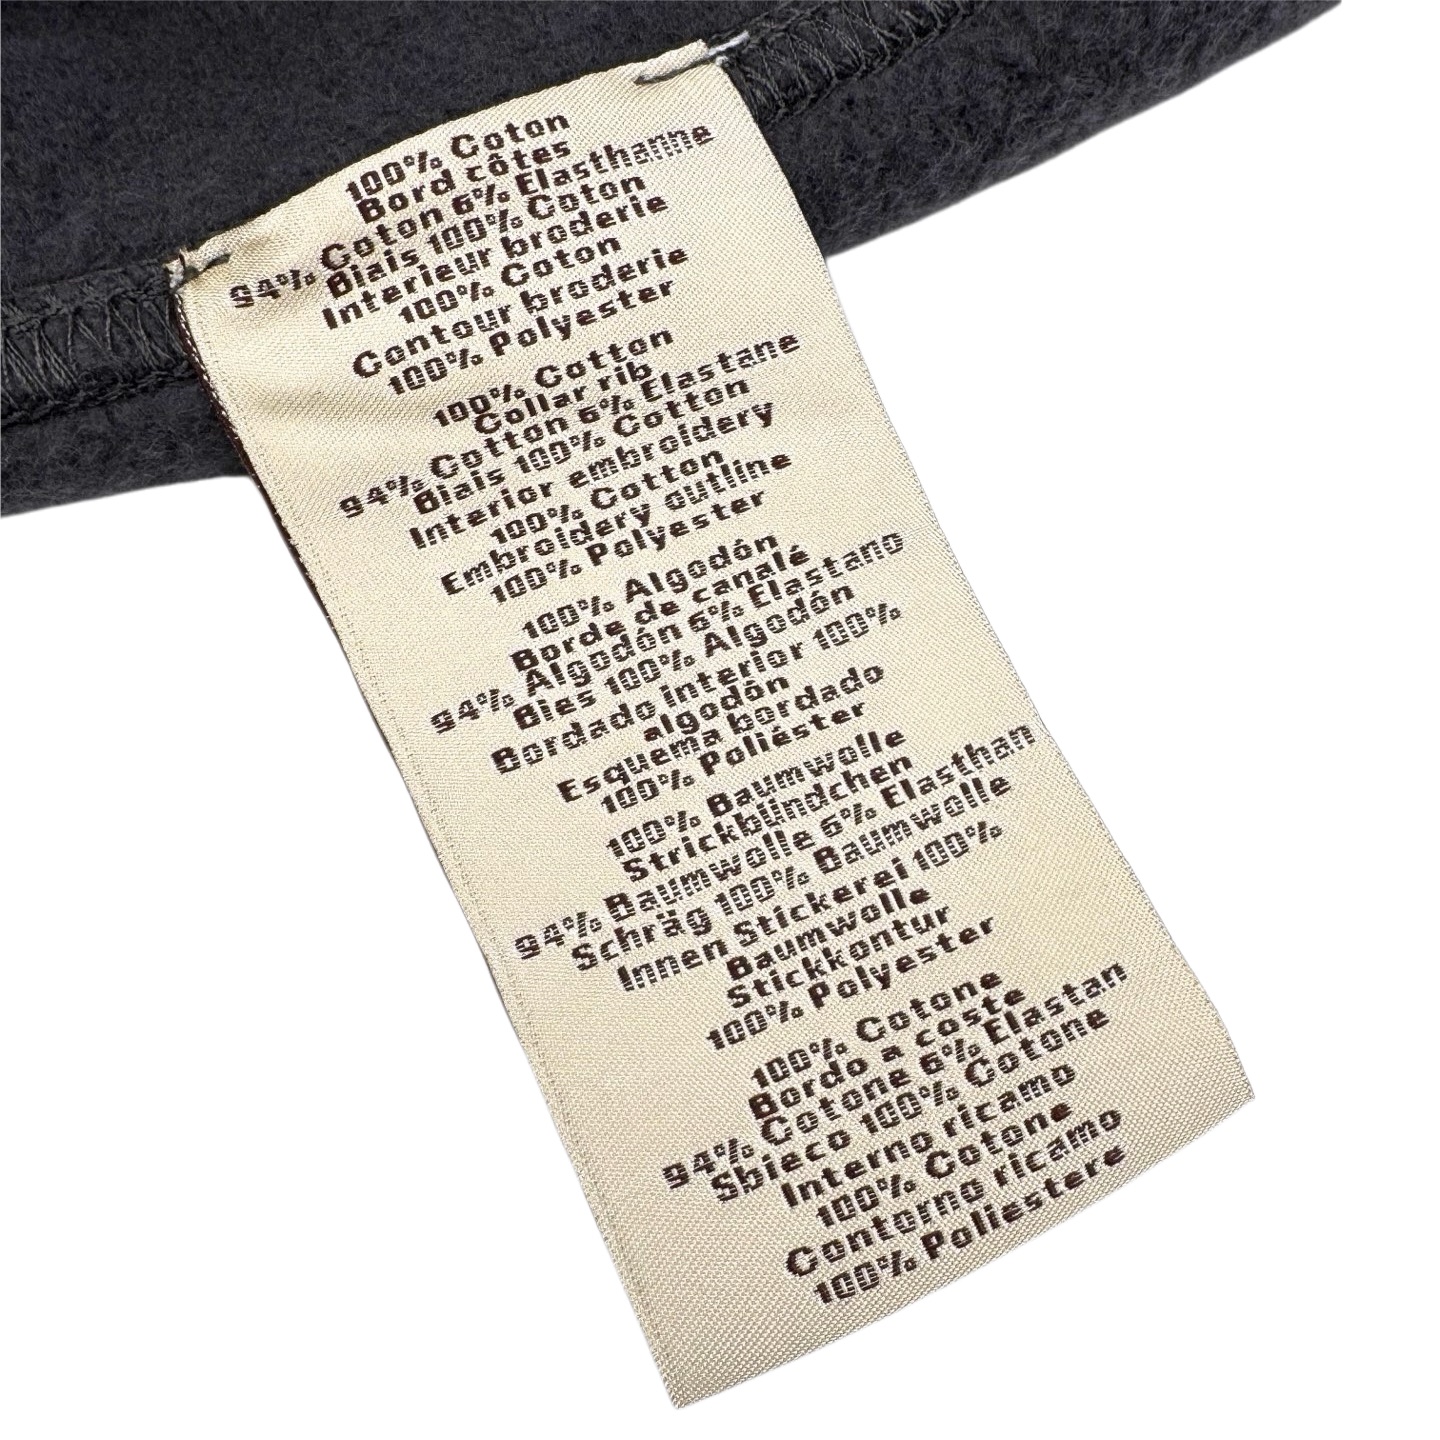 100% Coton
Bord côtes
94% Coton 6% Elasthanne
Biais 100% Coton
Interieur broderie
100% Coton
Contour broderie
100% Polyester
100% Cotton
Collar rib
94% Cotton 6% Elastane
Biais 100% Cotton
Interior embroidery
100% Cotton
Embroidery outline
100% Polyester
100% Algodón
Borde de canalé
94% Algodón 6% Elastano
Bies 100% Algodón
Bordado interior 100%
algodón
Esquema bordado
100% Poliéster
100% Baumwolle
Strickbündchen
94% Baumwolle 6% Elasthan
Schräg 100% Baumwolle
Innen Stickerei 100%
Baumwolle
Stickkontur
100% Polyester
100% Cotone
Bordo a coste
94% Cotone 6% Elastan
Sbieco 100% Cotone
Interno ricamo
100% Cotone
Contorno ricamo
100% Poliestere